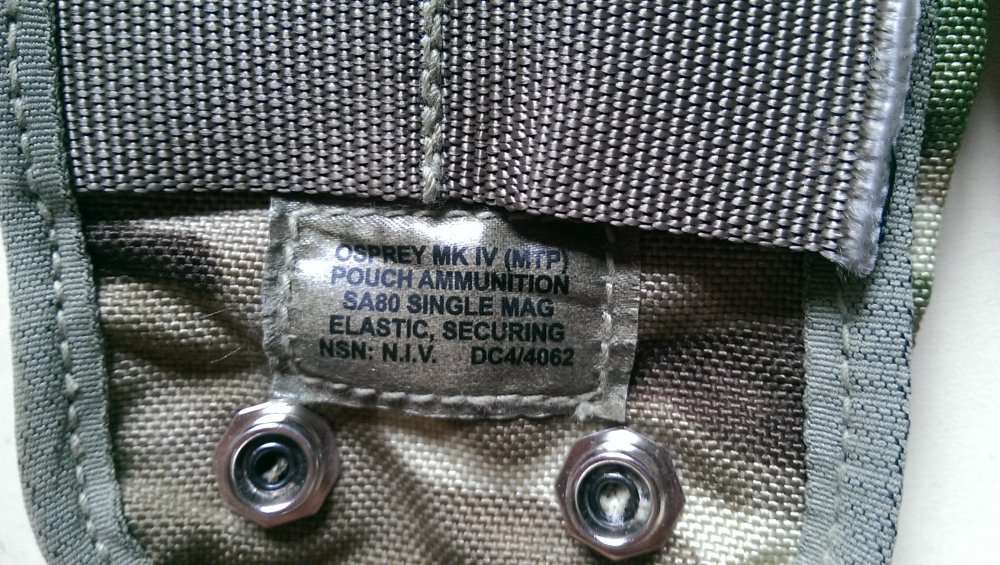 OSPREY MK IV (MTP)
POUCH AMMUNITION
SA80 SINGLE MAG
ELASTIC, SECURING
NSN: N.I.V. DC4/4062